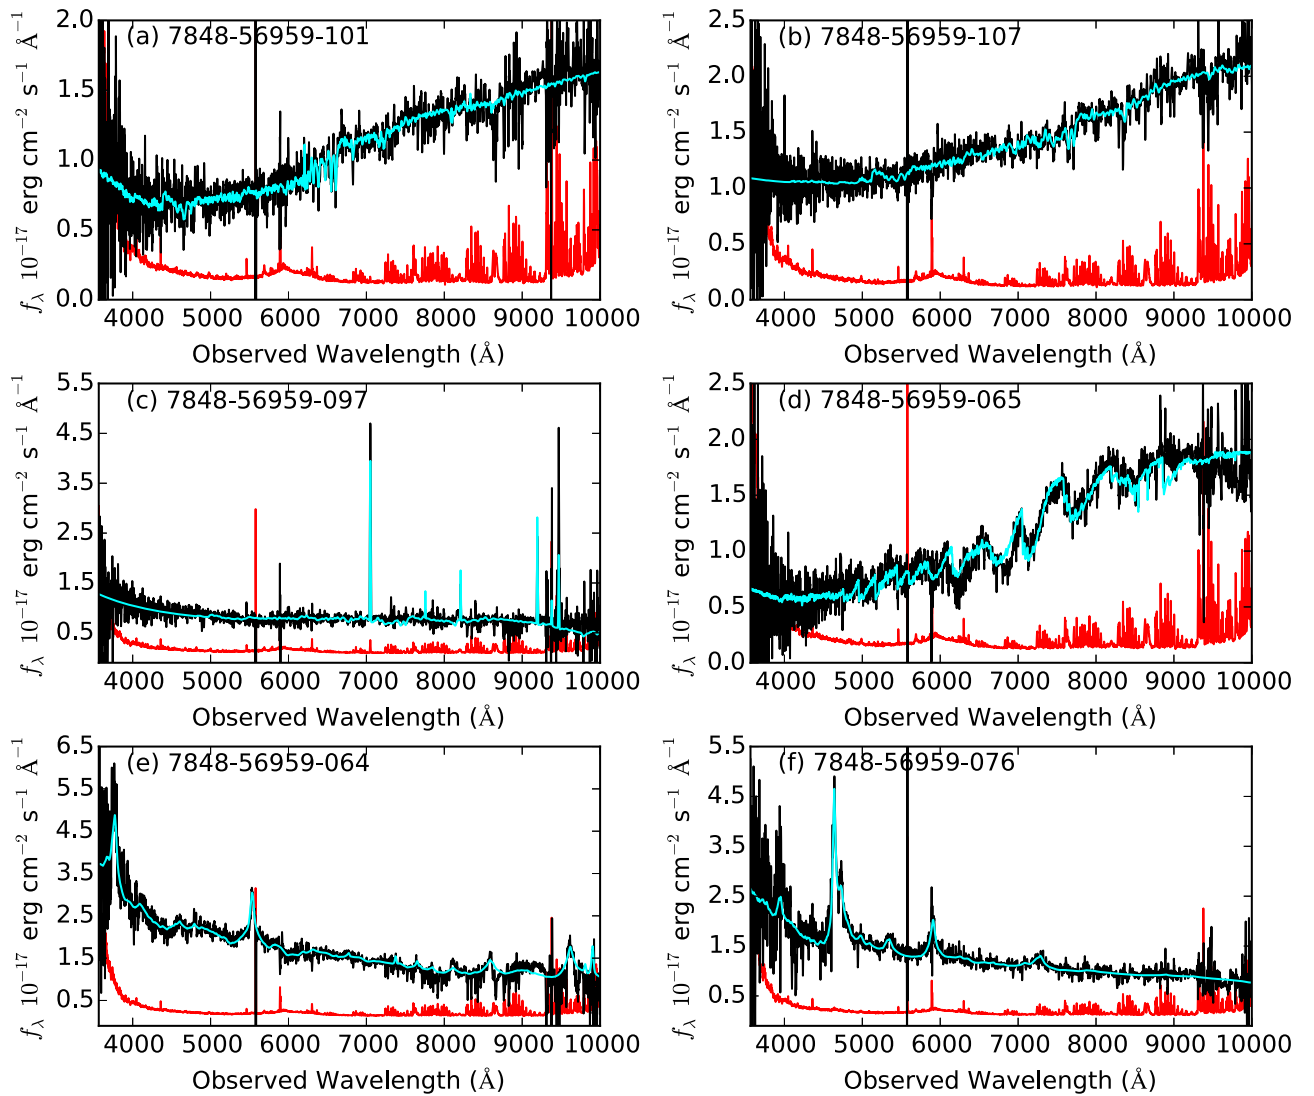 (a) 7848-56959-101
2.0
1.5
1.0
0.5
0.0
f_λ 10⁻¹⁷ erg cm⁻² s⁻¹ Å⁻¹
4000 5000 6000 7000 8000 9000 10000
Observed Wavelength (Å)
(b) 7848-56959-107
2.5
2.0
1.5
1.0
0.5
0.0
f_λ 10⁻¹⁷ erg cm⁻² s⁻¹ Å⁻¹
4000 5000 6000 7000 8000 9000 10000
Observed Wavelength (Å)
(c) 7848-56959-097
5.5
4.5
3.5
2.5
1.5
0.5
f_λ 10⁻¹⁷ erg cm⁻² s⁻¹ Å⁻¹
4000 5000 6000 7000 8000 9000 10000
Observed Wavelength (Å)
(d) 7848-56959-065
2.5
2.0
1.5
1.0
0.5
0.0
f_λ 10⁻¹⁷ erg cm⁻² s⁻¹ Å⁻¹
4000 5000 6000 7000 8000 9000 10000
Observed Wavelength (Å)
(e) 7848-56959-064
6.5
5.5
4.5
3.5
2.5
1.5
0.5
f_λ 10⁻¹⁷ erg cm⁻² s⁻¹ Å⁻¹
4000 5000 6000 7000 8000 9000 10000
Observed Wavelength (Å)
(f) 7848-56959-076
5.5
4.5
3.5
2.5
1.5
0.5
f_λ 10⁻¹⁷ erg cm⁻² s⁻¹ Å⁻¹
4000 5000 6000 7000 8000 9000 10000
Observed Wavelength (Å)